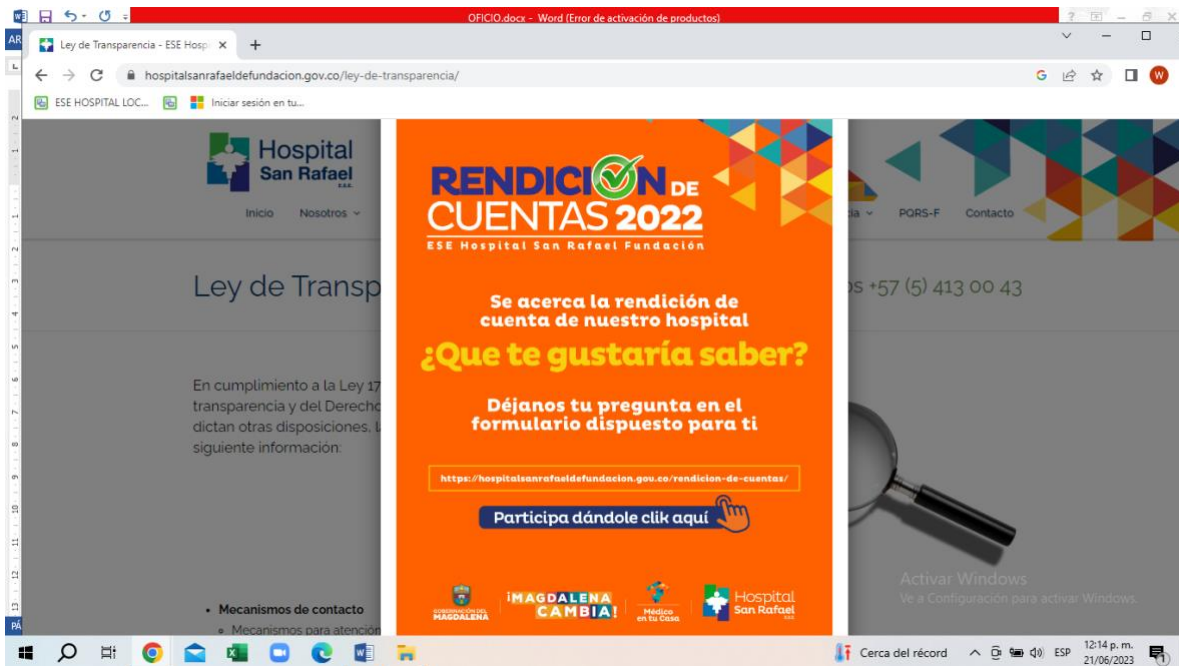 OFICIO.docx - Word (Error de activación de productos)
AR
Ley de Transparencia - ESE Hosp
hospitalsanrafaeldefundacion.gov.co/ley-de-transparencia/
G
W
ESE HOSPITAL LOC...
Iniciar sesión en tu...
Hospital
San Rafael
E.S.E.
Inicio Nosotros
ia PQRS-F Contacto
Ley de Transp
os +57 (5) 413 00 43
En cumplimiento a la Ley 17
transparencia y del Derecho
dictan otras disposiciones, l
siguiente información:
Mecanismos de contacto
Mecanismos para atención
RENDICIÓN DE
CUENTAS 2022
ESE Hospital San Rafael Fundación
Se acerca la rendición de
cuenta de nuestro hospital
¿Que te gustaría saber?
Déjanos tu pregunta en el
formulario dispuesto para ti
https://hospitalsanrafaeldefundacion.gov.co/rendicion-de-cuentas/
Participa dándole clik aquí
GOBERNACIÓN DEL
MAGDALENA
¡MAGDALENA
CAMBIA!
Médico
en tu Casa
Hospital
San Rafael
E.S.E.
Activar Windows
Ve a Configuración para activar Windows.
PÁ
Cerca del récord
ESP
12:14 p. m.
21/06/2023